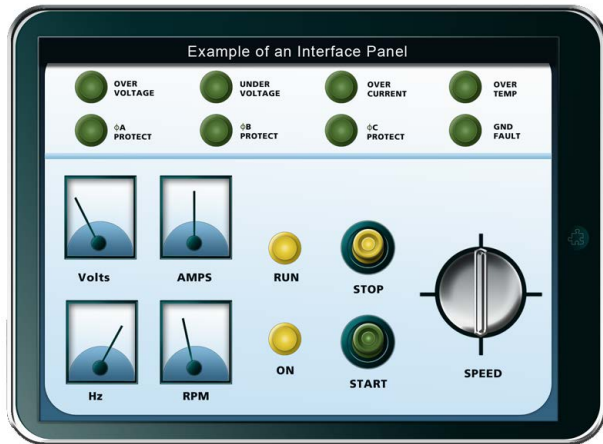 Example of an Interface Panel
OVER
VOLTAGE
UNDER
VOLTAGE
OVER
CURRENT
OVER
TEMP
ϕA
PROTECT
ϕB
PROTECT
ϕC
PROTECT
GND
FAULT
Volts
AMPS
RUN
STOP
Hz
RPM
ON
START
SPEED